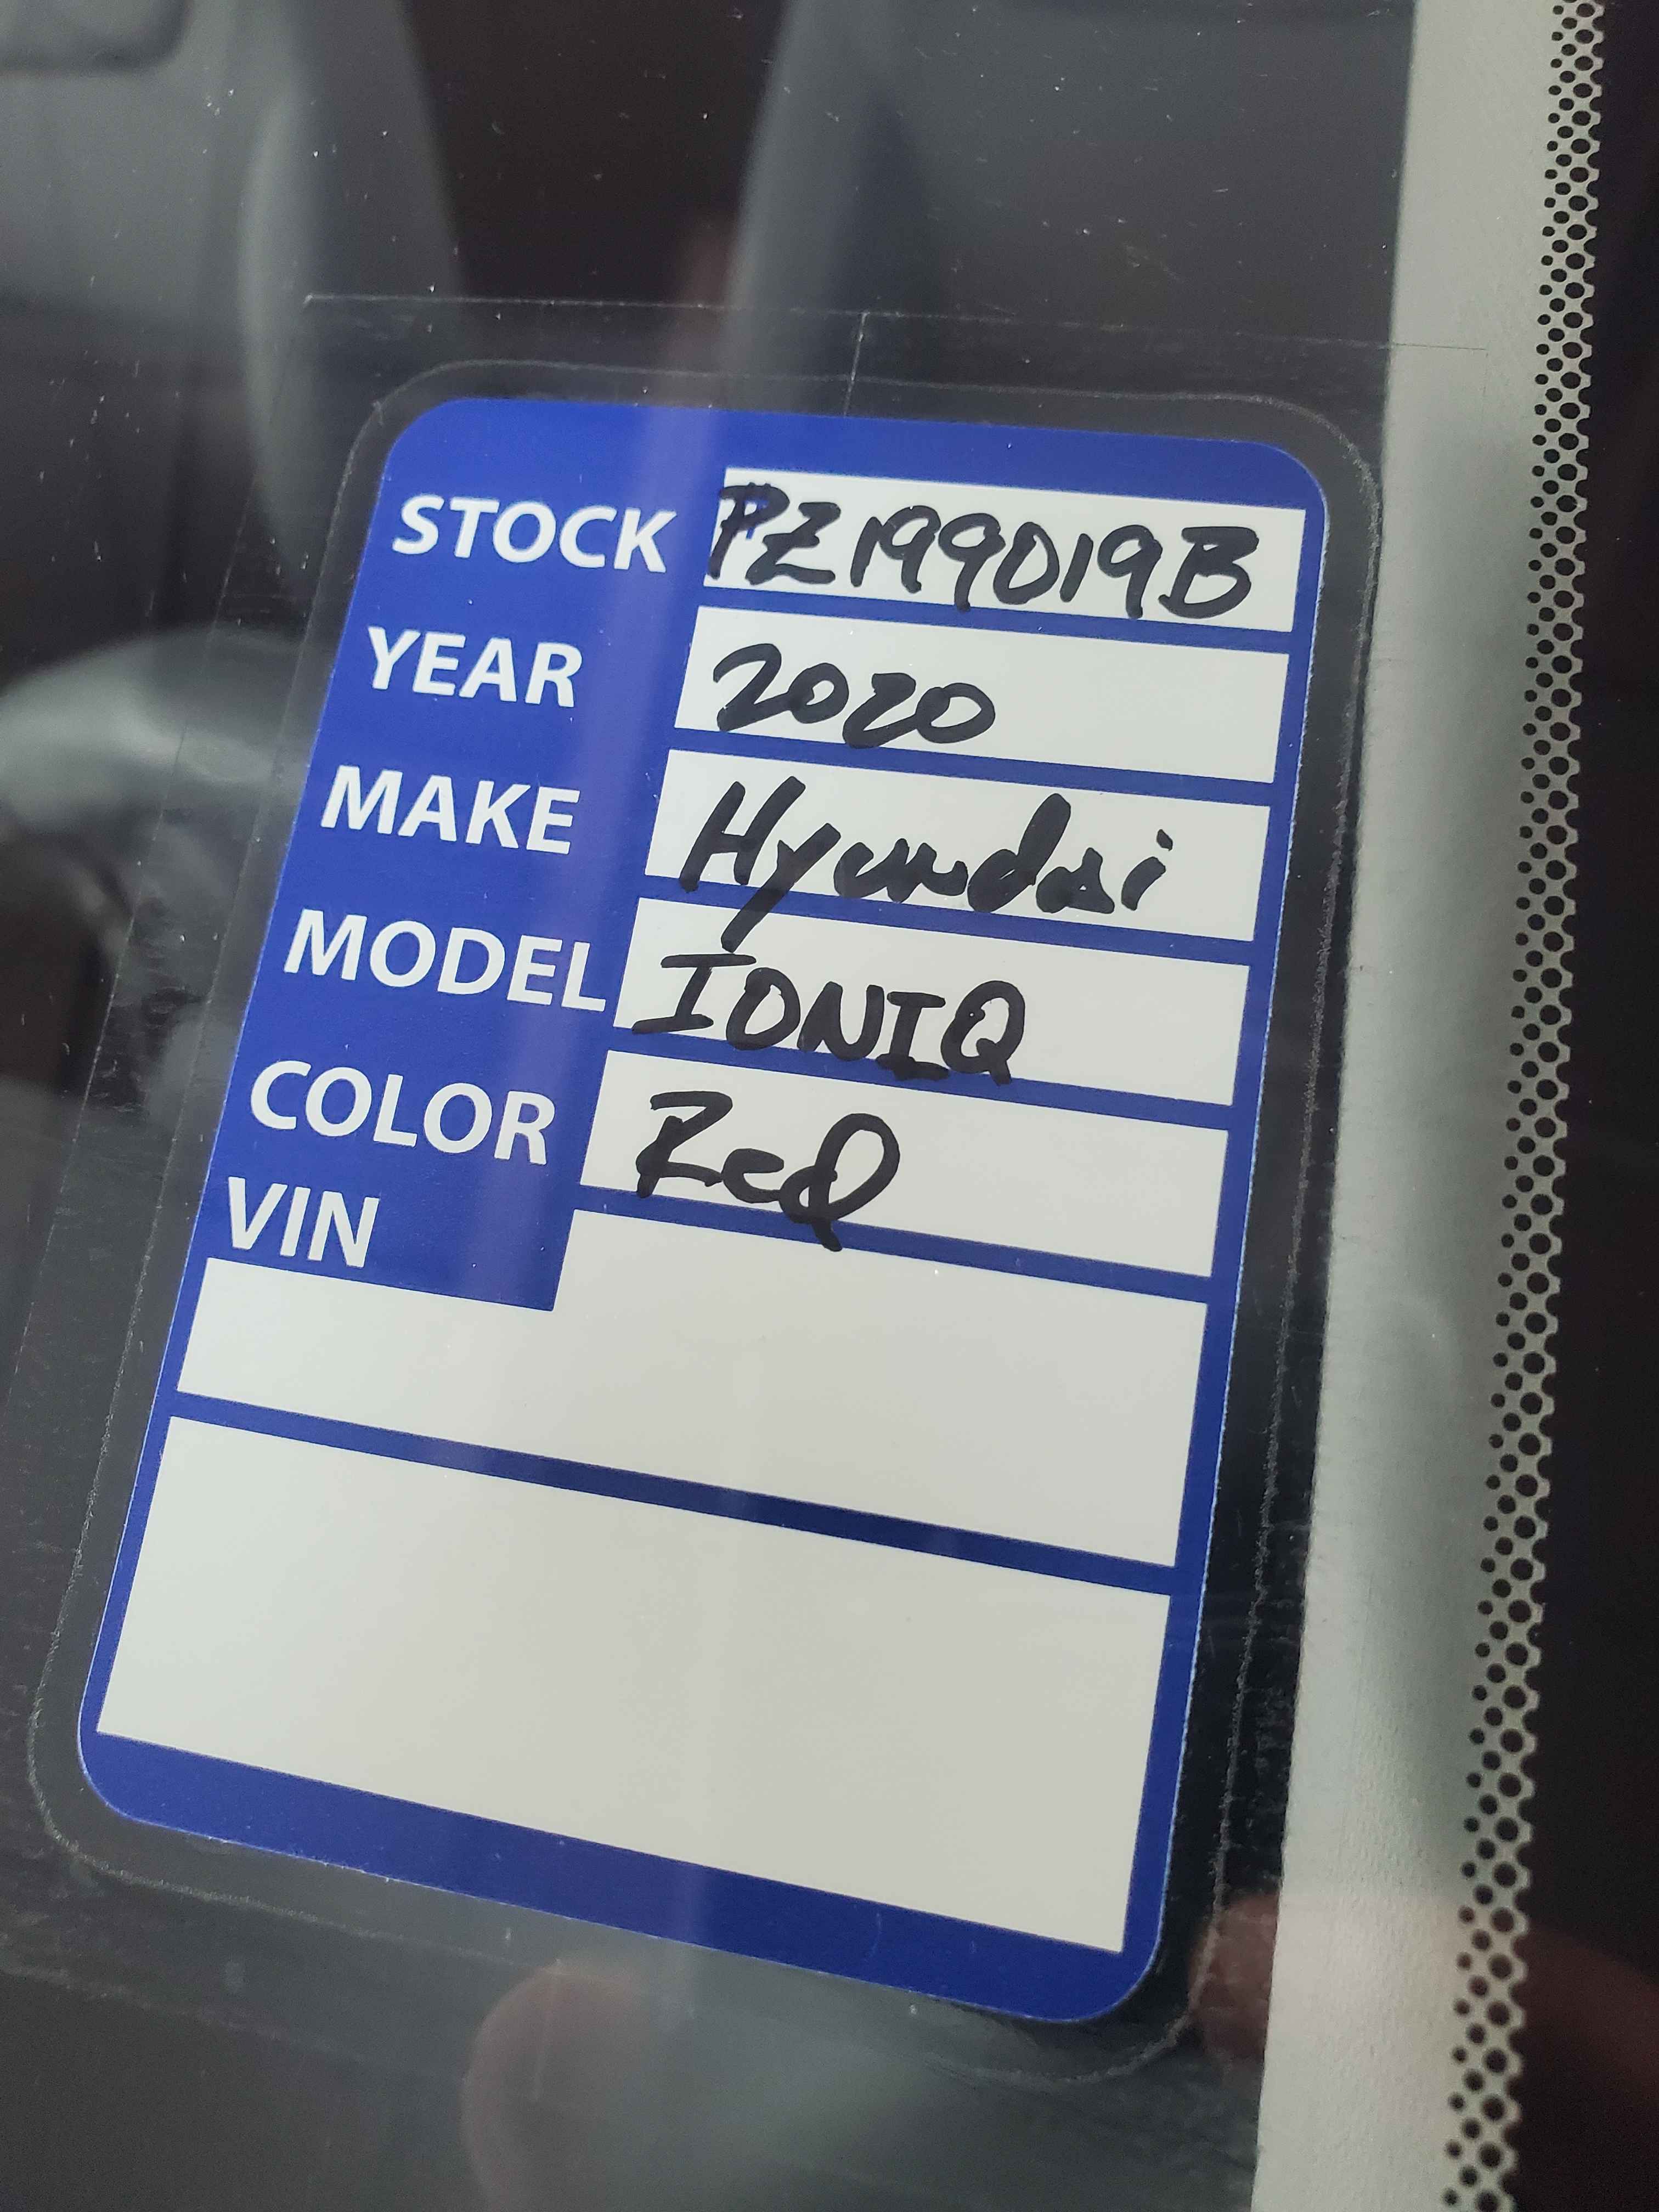 STOCK PZ199019B
YEAR 2020
MAKE Hyundai
MODEL IONIQ
COLOR Red
VIN